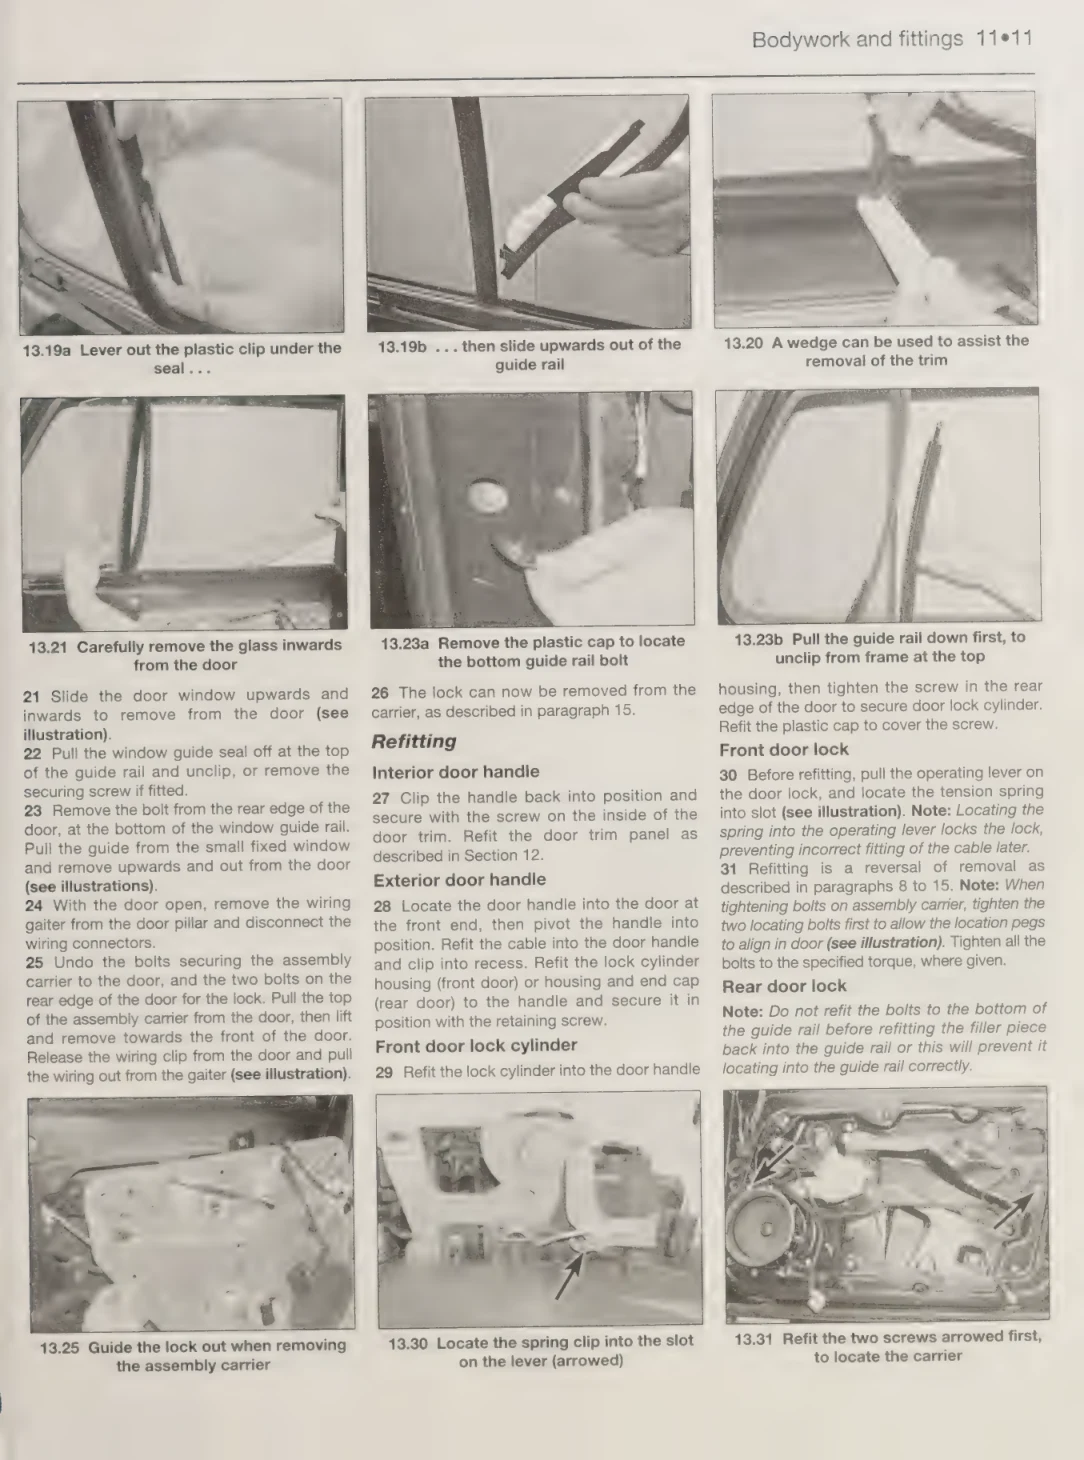 Bodywork and fittings 11•11
13.19a Lever out the plastic clip under the
seal . . .
13.19b . . . then slide upwards out of the
guide rail
13.20 A wedge can be used to assist the
removal of the trim
13.21 Carefully remove the glass inwards
from the door
13.23a Remove the plastic cap to locate
the bottom guide rail bolt
13.23b Pull the guide rail down first, to
unclip from frame at the top
21 Slide the door window upwards and
inwards to remove from the door (see
illustration).
22 Pull the window guide seal off at the top
of the guide rail and unclip, or remove the
securing screw if fitted.
23 Remove the bolt from the rear edge of the
door, at the bottom of the window guide rail.
Pull the guide from the small fixed window
and remove upwards and out from the door
(see illustrations).
24 With the door open, remove the wiring
gaiter from the door pillar and disconnect the
wiring connectors.
25 Undo the bolts securing the assembly
carrier to the door, and the two bolts on the
rear edge of the door for the lock. Pull the top
of the assembly carrier from the door, then lift
and remove towards the front of the door.
Release the wiring clip from the door and pull
the wiring out from the gaiter (see illustration).
26 The lock can now be removed from the
carrier, as described in paragraph 15.
Refitting
Interior door handle
27 Clip the handle back into position and
secure with the screw on the inside of the
door trim. Refit the door trim panel as
described in Section 12.
Exterior door handle
28 Locate the door handle into the door at
the front end, then pivot the handle into
position. Refit the cable into the door handle
and clip into recess. Refit the lock cylinder
housing (front door) or housing and end cap
(rear door) to the handle and secure it in
position with the retaining screw.
Front door lock cylinder
29 Refit the lock cylinder into the door handle
housing, then tighten the screw in the rear
edge of the door to secure door lock cylinder.
Refit the plastic cap to cover the screw.
Front door lock
30 Before refitting, pull the operating lever on
the door lock, and locate the tension spring
into slot (see illustration). Note: Locating the
spring into the operating lever locks the lock,
preventing incorrect fitting of the cable later.
31 Refitting is a reversal of removal as
described in paragraphs 8 to 15. Note: When
tightening bolts on assembly carrier, tighten the
two locating bolts first to allow the location pegs
to align in door (see illustration). Tighten all the
bolts to the specified torque, where given.
Rear door lock
Note: Do not refit the bolts to the bottom of
the guide rail before refitting the filler piece
back into the guide rail or this will prevent it
locating into the guide rail correctly.
13.25 Guide the lock out when removing
the assembly carrier
13.30 Locate the spring clip into the slot
on the lever (arrowed)
13.31 Refit the two screws arrowed first,
to locate the carrier